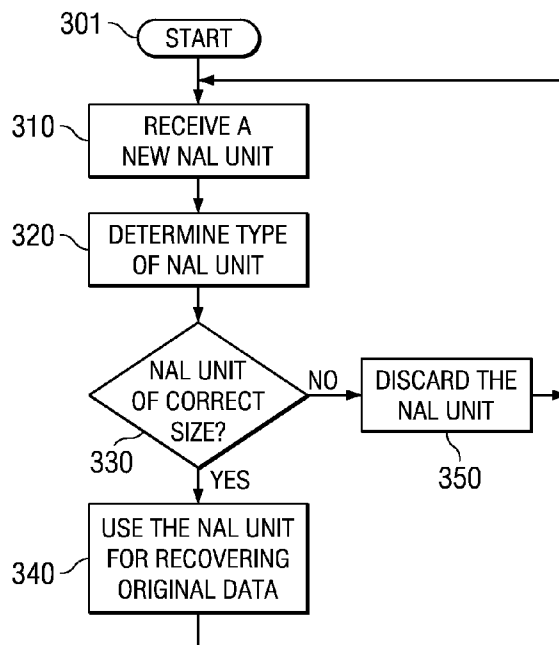 301
START
310
RECEIVE A
NEW NAL UNIT
320
DETERMINE TYPE
OF NAL UNIT
NAL UNIT
OF CORRECT
SIZE?
330
NO
DISCARD THE
NAL UNIT
350
YES
340
USE THE NAL UNIT
FOR RECOVERING
ORIGINAL DATA